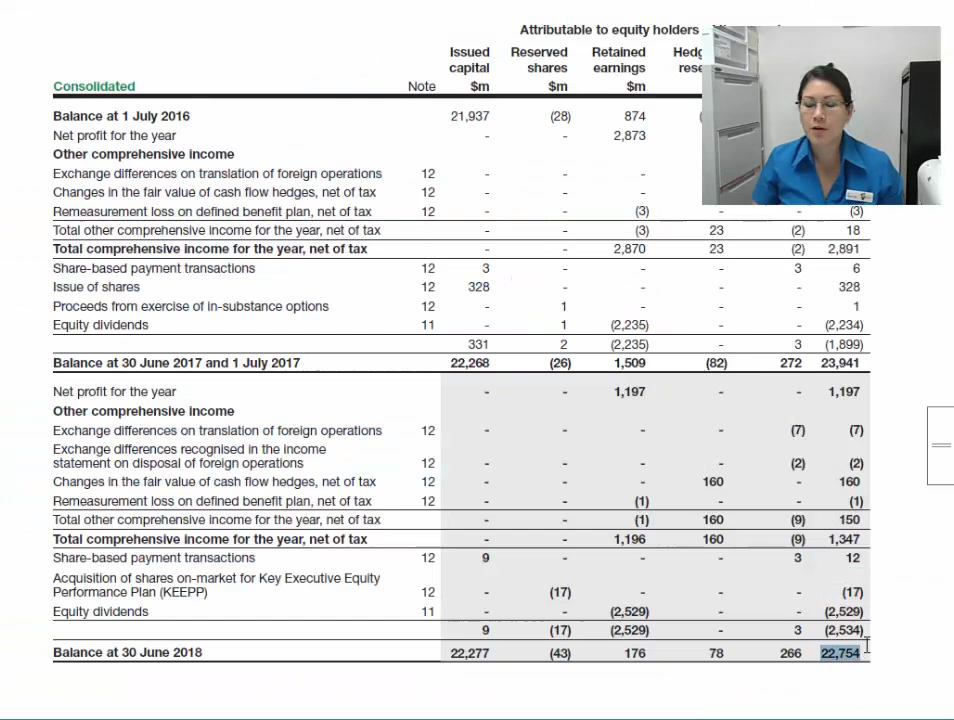 Attributable to equity holders
Issued capital $m Reserved shares $m Retained earnings $m
Consolidated Note
Balance at 1 July 2016 21,937 (28) 874
Net profit for the year - - 2,873
Other comprehensive income
Exchange differences on translation of foreign operations 12 - - -
Changes in the fair value of cash flow hedges, net of tax 12 - - -
Remeasurement loss on defined benefit plan, net of tax 12 - - (3) - - (3)
Total other comprehensive income for the year, net of tax - - (3) 23 (2) 18
Total comprehensive income for the year, net of tax - - 2,870 23 (2) 2,891
Share-based payment transactions 12 3 - - - 3 6
Issue of shares 12 328 - - - - 328
Proceeds from exercise of in-substance options 12 - 1 - - - 1
Equity dividends 11 - 1 (2,235) - - (2,234)
331 2 (2,235) - 3 (1,899)
Balance at 30 June 2017 and 1 July 2017 22,268 (26) 1,509 (82) 272 23,941
Net profit for the year - - 1,197 - - 1,197
Other comprehensive income
Exchange differences on translation of foreign operations 12 - - - - (7) (7)
Exchange differences recognised in the income
statement on disposal of foreign operations 12 - - - - (2) (2)
Changes in the fair value of cash flow hedges, net of tax 12 - - - 160 - 160
Remeasurement loss on defined benefit plan, net of tax 12 - - (1) - - (1)
Total other comprehensive income for the year, net of tax - - (1) 160 (9) 150
Total comprehensive income for the year, net of tax - - 1,196 160 (9) 1,347
Share-based payment transactions 12 9 - - - 3 12
Acquisition of shares on-market for Key Executive Equity
Performance Plan (KEEPP) 12 - (17) - - - (17)
Equity dividends 11 - - (2,529) - - (2,529)
9 (17) (2,529) - 3 (2,534)
Balance at 30 June 2018 22,277 (43) 176 78 266 22,754